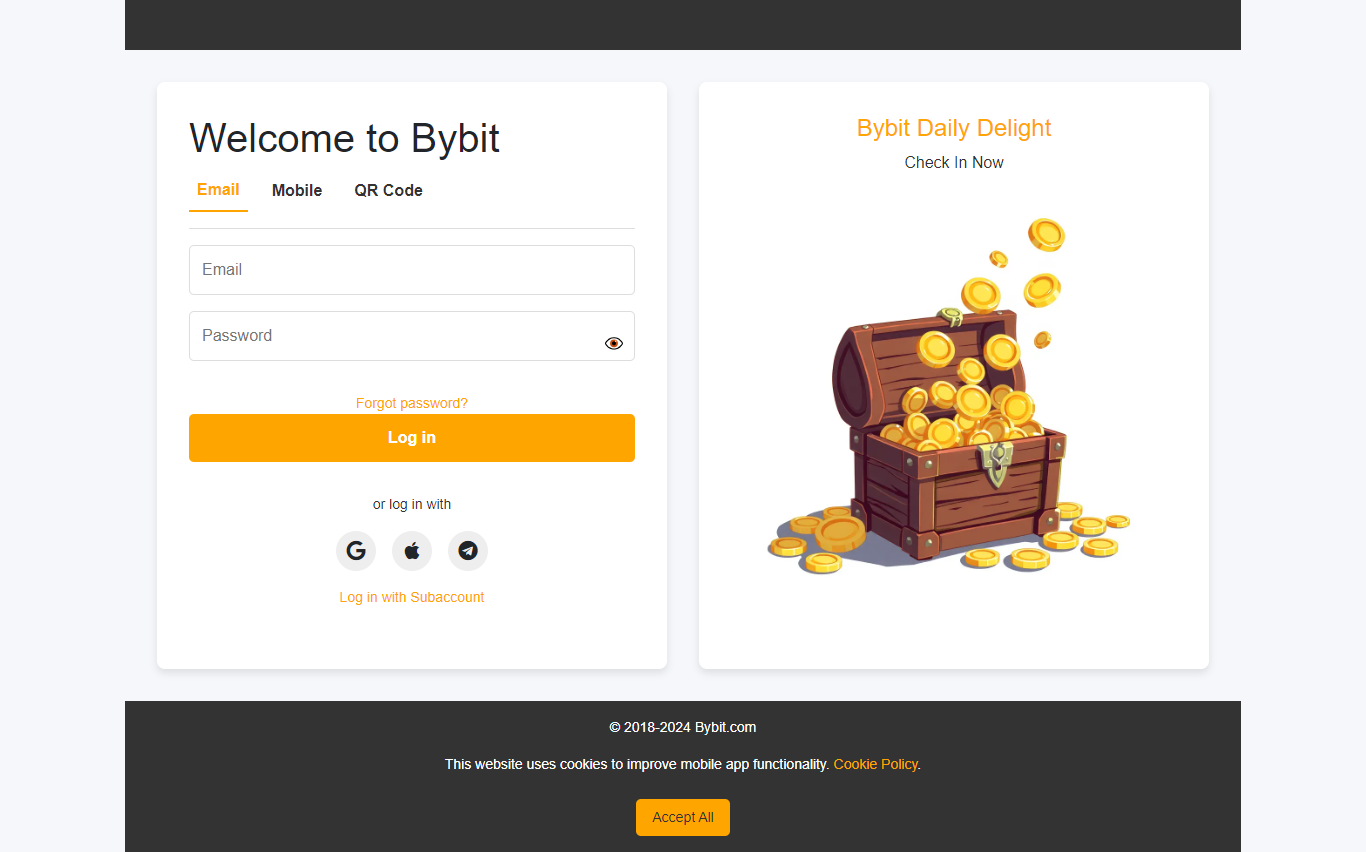 Welcome to Bybit
Email
Mobile
QR Code
Email
Password
Forgot password?
Log in
or log in with
Log in with Subaccount
Bybit Daily Delight
Check In Now
© 2018-2024 Bybit.com
This website uses cookies to improve mobile app functionality. Cookie Policy.
Accept All